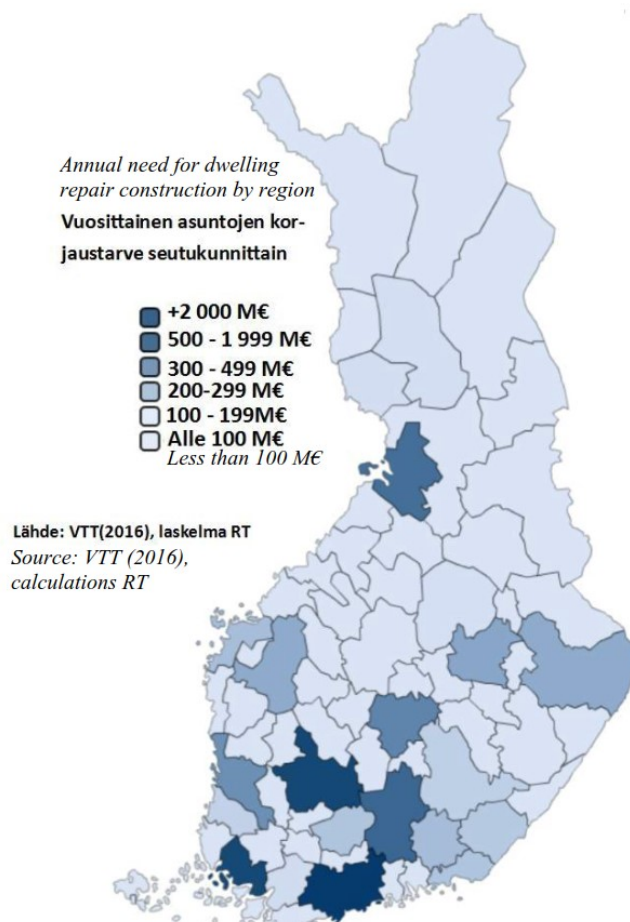 Annual need for dwelling
repair construction by region
Vuosittainen asuntojen kor-
jaustarve seutukunnittain
+2 000 M€
500 - 1 999 M€
300 - 499 M€
200-299 M€
100 - 199M€
Alle 100 M€
Less than 100 M€
Lähde: VTT(2016), laskelma RT
Source: VTT (2016),
calculations RT